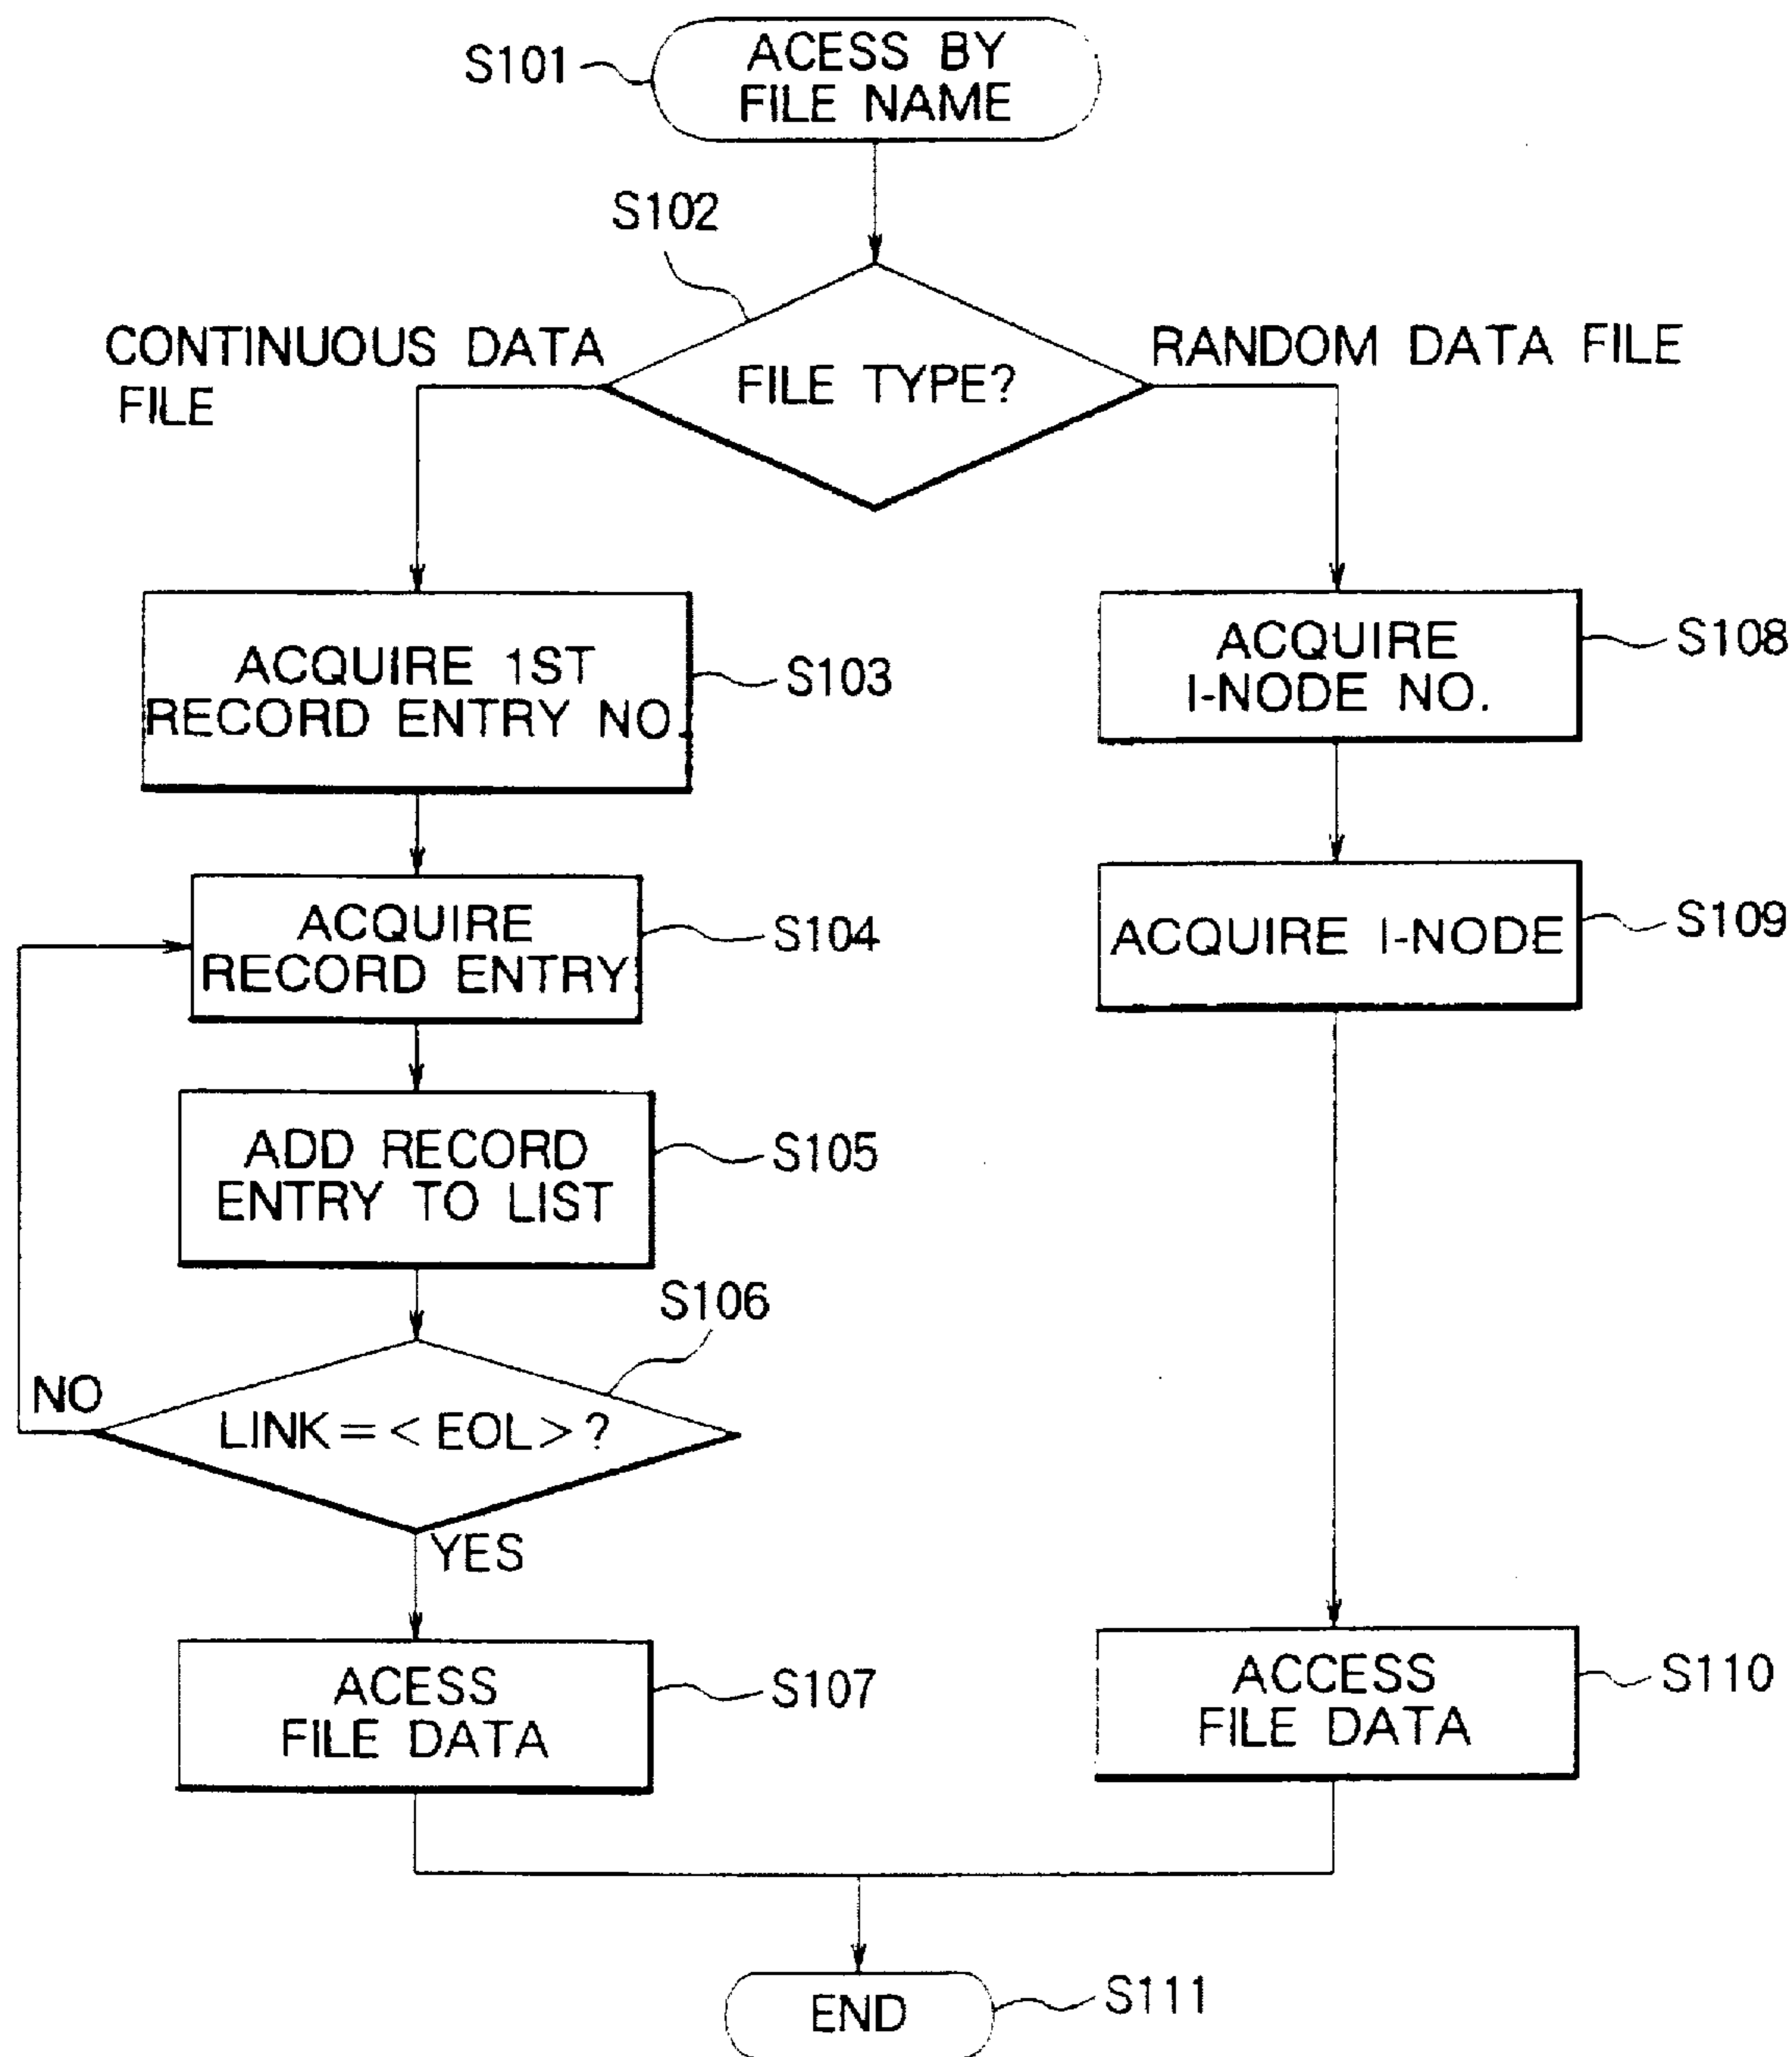 S101
ACESS BY
FILE NAME
S102
CONTINUOUS DATA
FILE
FILE TYPE?
RANDOM DATA FILE
ACQUIRE 1ST
RECORD ENTRY NO.
S103
ACQUIRE
I-NODE NO.
S108
ACQUIRE
RECORD ENTRY
S104
ACQUIRE I-NODE
S109
ADD RECORD
ENTRY TO LIST
S105
S106
NO
LINK=<EOL>?
YES
ACESS
FILE DATA
S107
ACCESS
FILE DATA
S110
END
S111